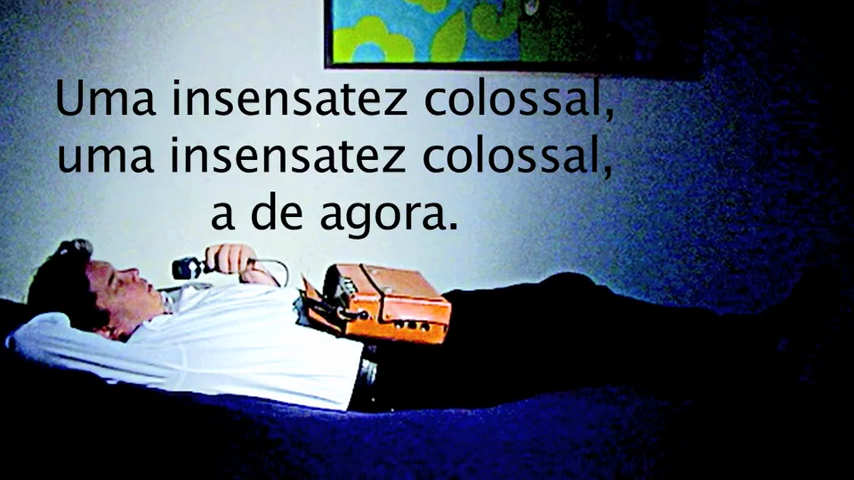 Uma insensatez colossal,
uma insensatez colossal,
a de agora.